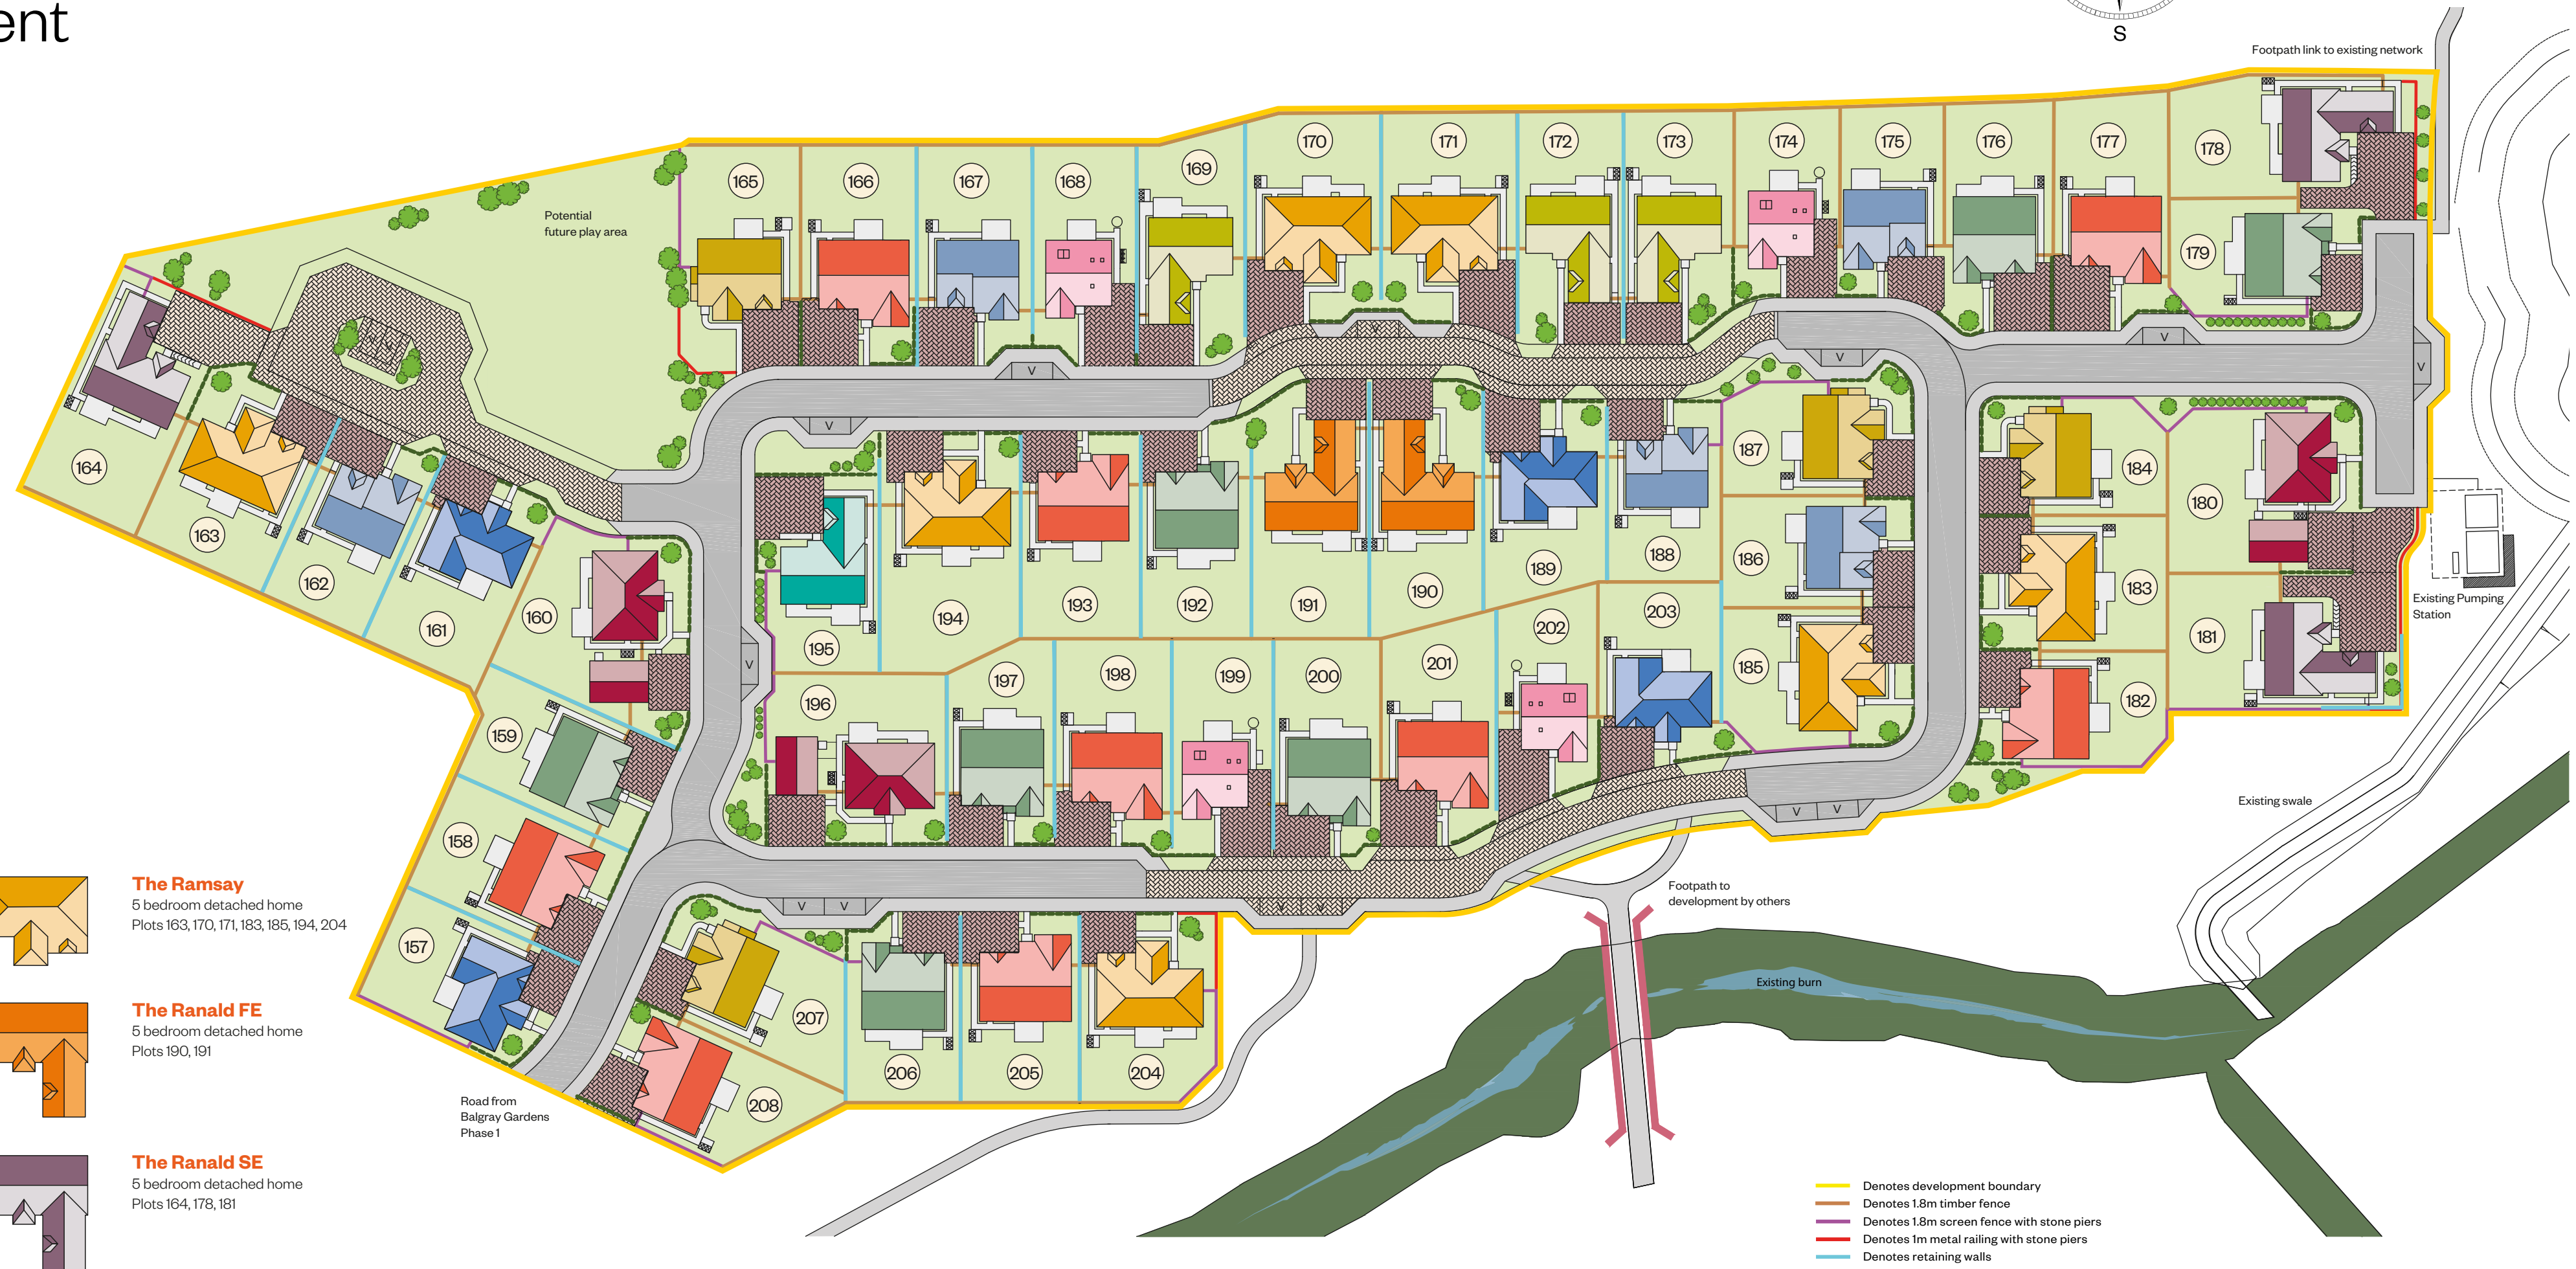 ent
S
Footpath link to existing network
170
171
172
173
174
175
176
177
178
165
166
167
168
169
Potential
future play area
179
V
V
V
V
V
V
164
187
184
180
163
188
189
186
183
162
160
161
195
194
193
192
191
190
202
203
185
181
182
Existing Pumping
Station
V
159
196
197
198
199
200
201
158
Existing swale
V V
157
V V
V V
Footpath to
development by others
Existing burn
207
206
205
204
208
Road from
Balgray Gardens
Phase 1
The Ramsay
5 bedroom detached home
Plots 163, 170, 171, 183, 185, 194, 204
The Ranald FE
5 bedroom detached home
Plots 190, 191
The Ranald SE
5 bedroom detached home
Plots 164, 178, 181
Denotes development boundary
Denotes 1.8m timber fence
Denotes 1.8m screen fence with stone piers
Denotes 1m metal railing with stone piers
Denotes retaining walls